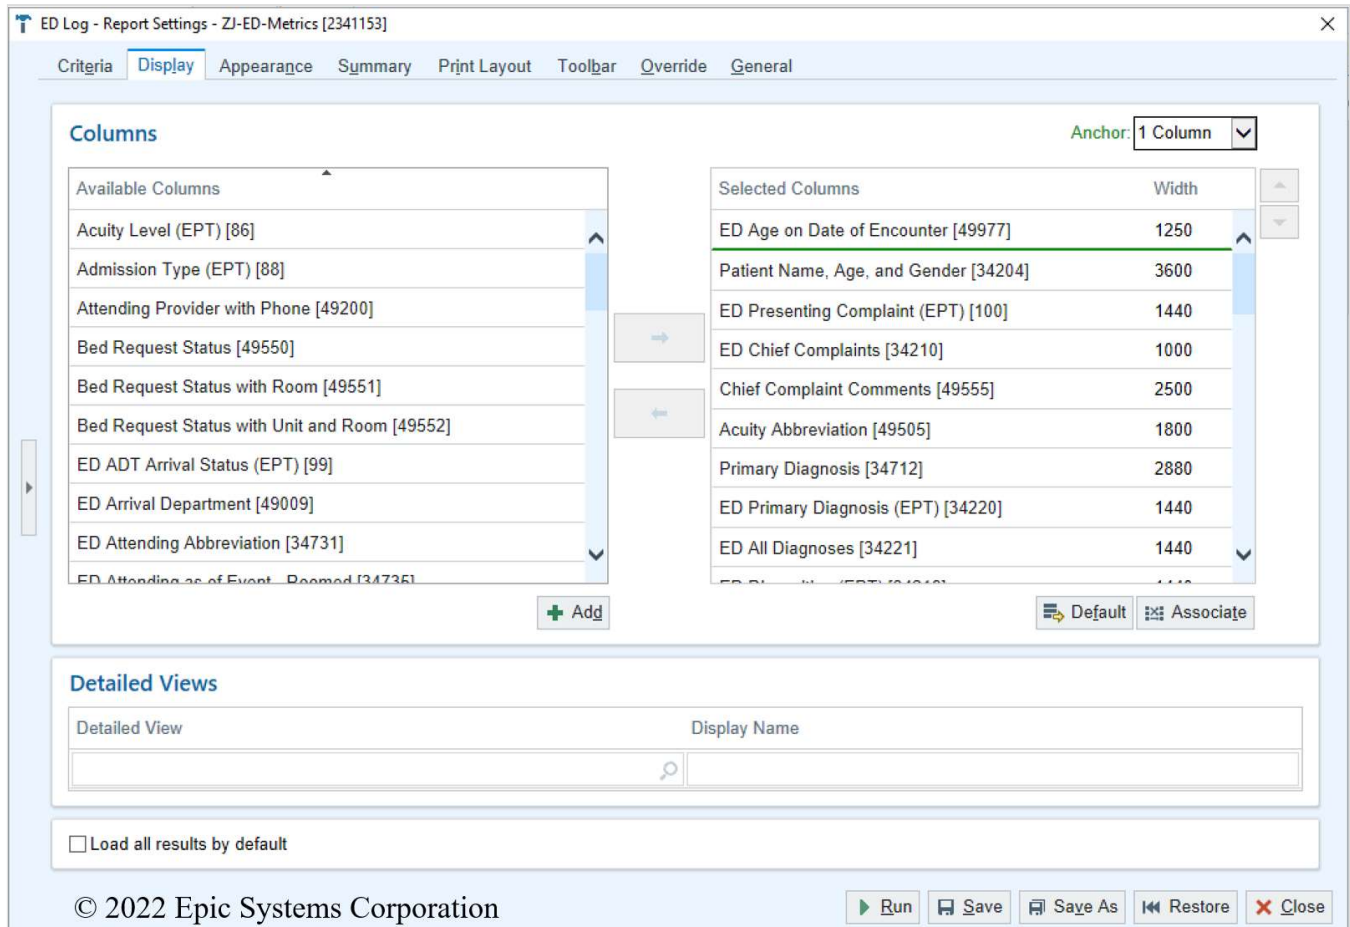 ED Log - Report Settings - ZJ-ED-Metrics [2341153]
Criteria Display Appearance Summary Print Layout Toolbar Override General
Columns
Anchor: 1 Column
Available Columns
Acuity Level (EPT) [86]
Admission Type (EPT) [88]
Attending Provider with Phone [49200]
Bed Request Status [49550]
Bed Request Status with Room [49551]
Bed Request Status with Unit and Room [49552]
ED ADT Arrival Status (EPT) [99]
ED Arrival Department [49009]
ED Attending Abbreviation [34731]
ED Attending as of Event - Roomed [34735]
Add
Selected Columns Width
ED Age on Date of Encounter [49977] 1250
Patient Name, Age, and Gender [34204] 3600
ED Presenting Complaint (EPT) [100] 1440
ED Chief Complaints [34210] 1000
Chief Complaint Comments [49555] 2500
Acuity Abbreviation [49505] 1800
Primary Diagnosis [34712] 2880
ED Primary Diagnosis (EPT) [34220] 1440
ED All Diagnoses [34221] 1440
Default Associate
Detailed Views
Detailed View Display Name
Load all results by default
© 2022 Epic Systems Corporation
Run Save Save As Restore Close